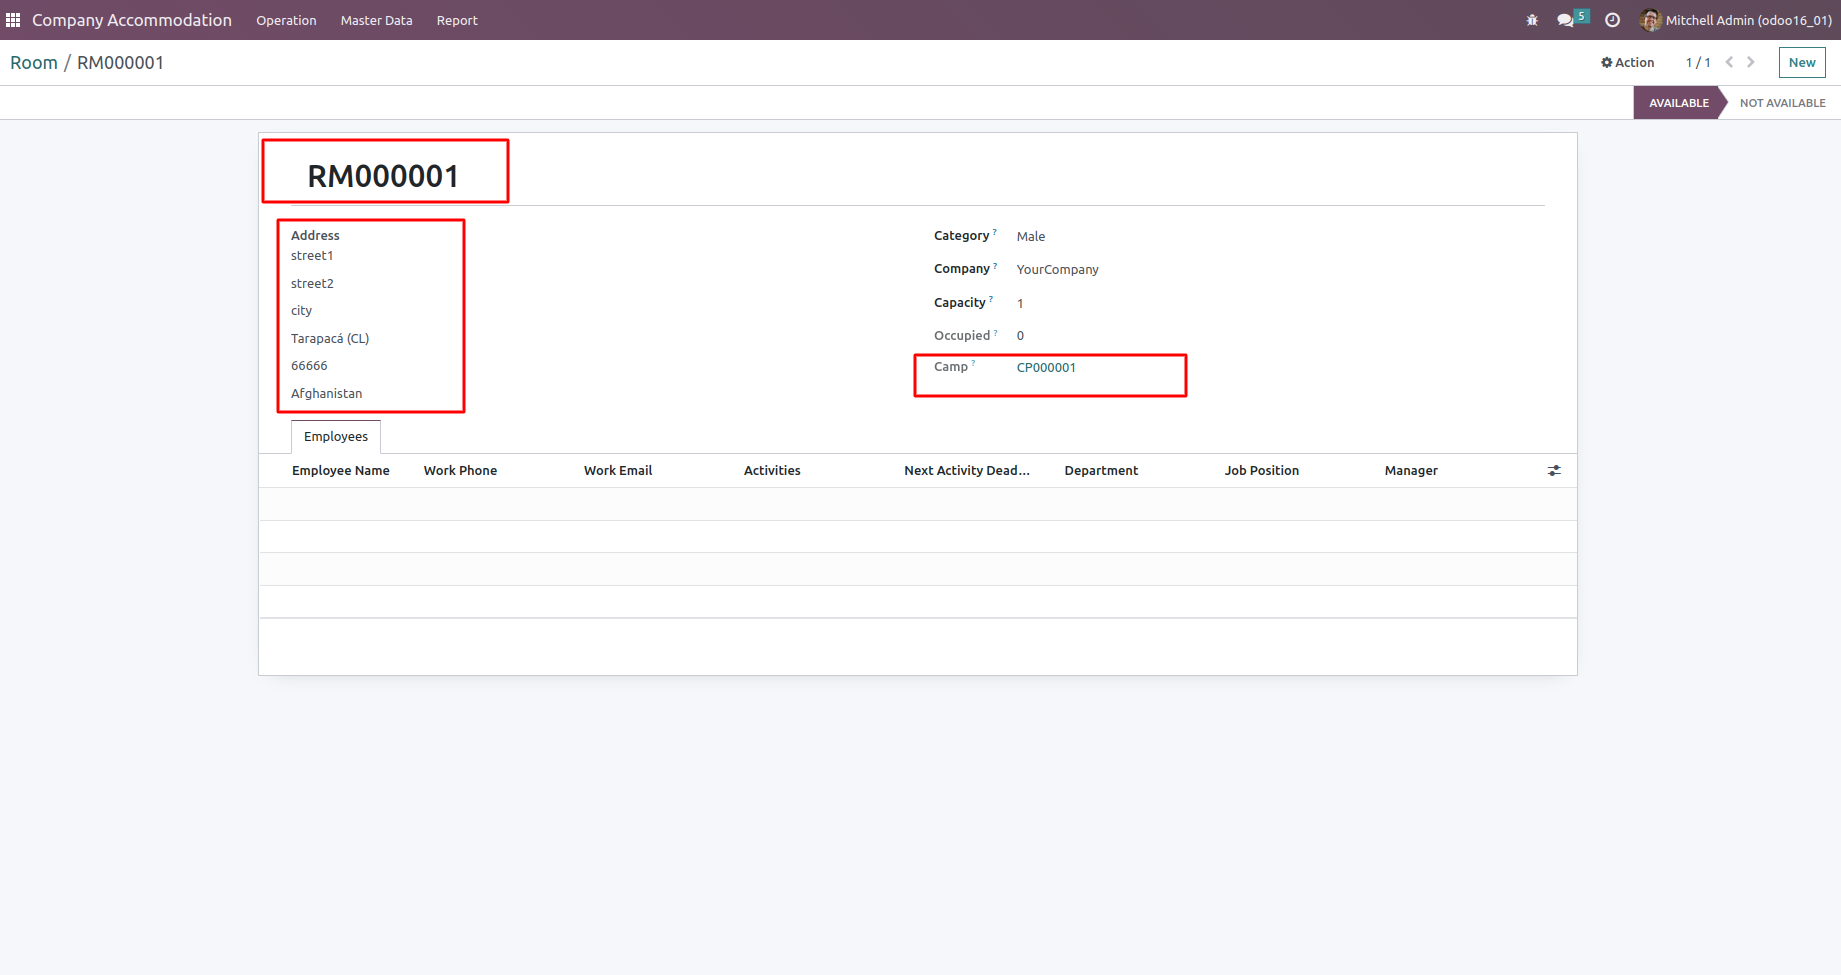 Company Accommodation Operation Master Data Report 5 Mitchell Admin (odoo16_01)
Room / RM000001 Action 1 / 1 New
AVAILABLE NOT AVAILABLE
RM000001
Address
street1
street2
city
Tarapacá (CL)
66666
Afghanistan
Category ? Male
Company ? YourCompany
Capacity ? 1
Occupied ? 0
Camp ? CP000001
Employees
Employee Name Work Phone Work Email Activities Next Activity Dead... Department Job Position Manager